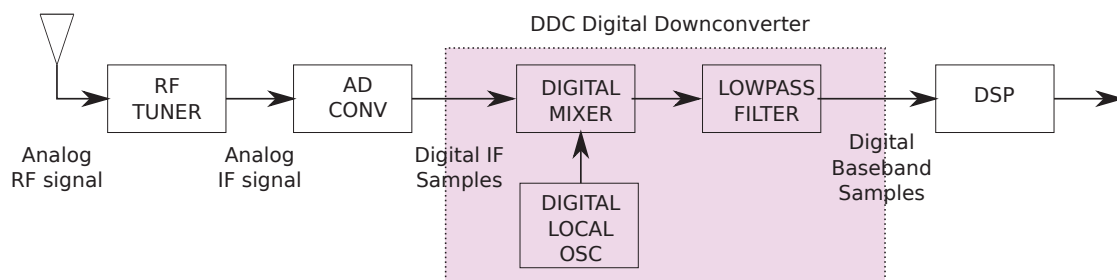 DDC Digital Downconverter
RF
TUNER
AD
CONV
DIGITAL
MIXER
LOWPASS
FILTER
DSP
Analog
RF signal
Analog
IF signal
Digital IF
Samples
Digital
Baseband
Samples
DIGITAL
LOCAL
OSC